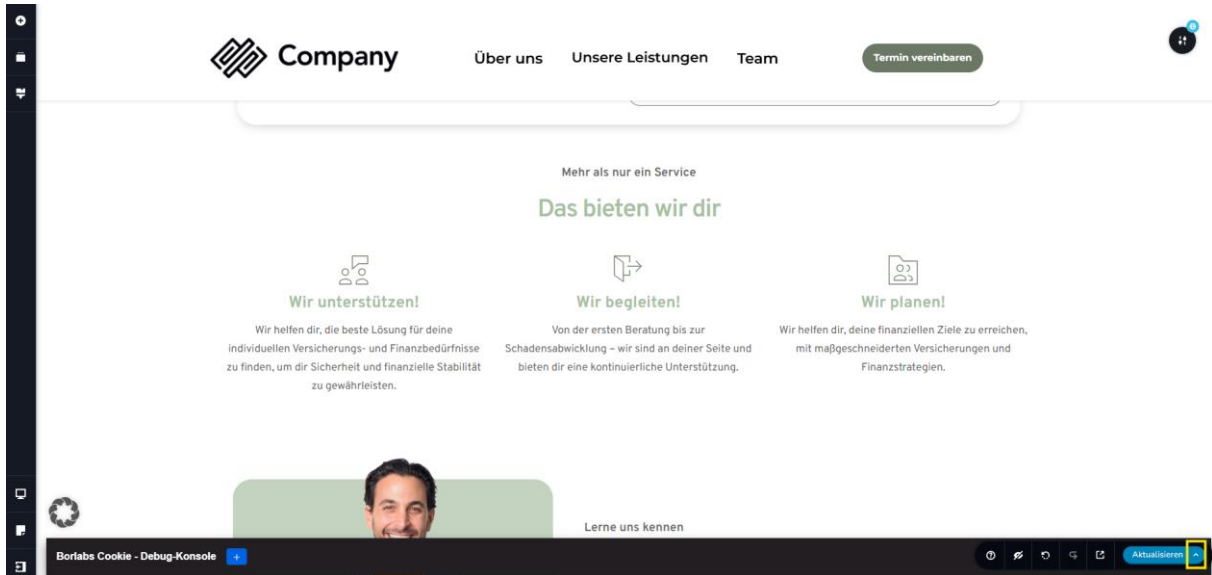 Company
Über uns Unsere Leistungen Team
Termin vereinbaren
Mehr als nur ein Service
Das bieten wir dir
Wir unterstützen!
Wir helfen dir, die beste Lösung für deine
individuellen Versicherungs- und Finanzbedürfnisse
zu finden, um dir Sicherheit und finanzielle Stabilität
zu gewährleisten.
Wir begleiten!
Von der ersten Beratung bis zur
Schadensabwicklung – wir sind an deiner Seite und
bieten dir eine kontinuierliche Unterstützung.
Wir planen!
Wir helfen dir, deine finanziellen Ziele zu erreichen,
mit maßgeschneiderten Versicherungen und
Finanzstrategien.
Lerne uns kennen
Borlabs Cookie - Debug-Konsole
Aktualisieren